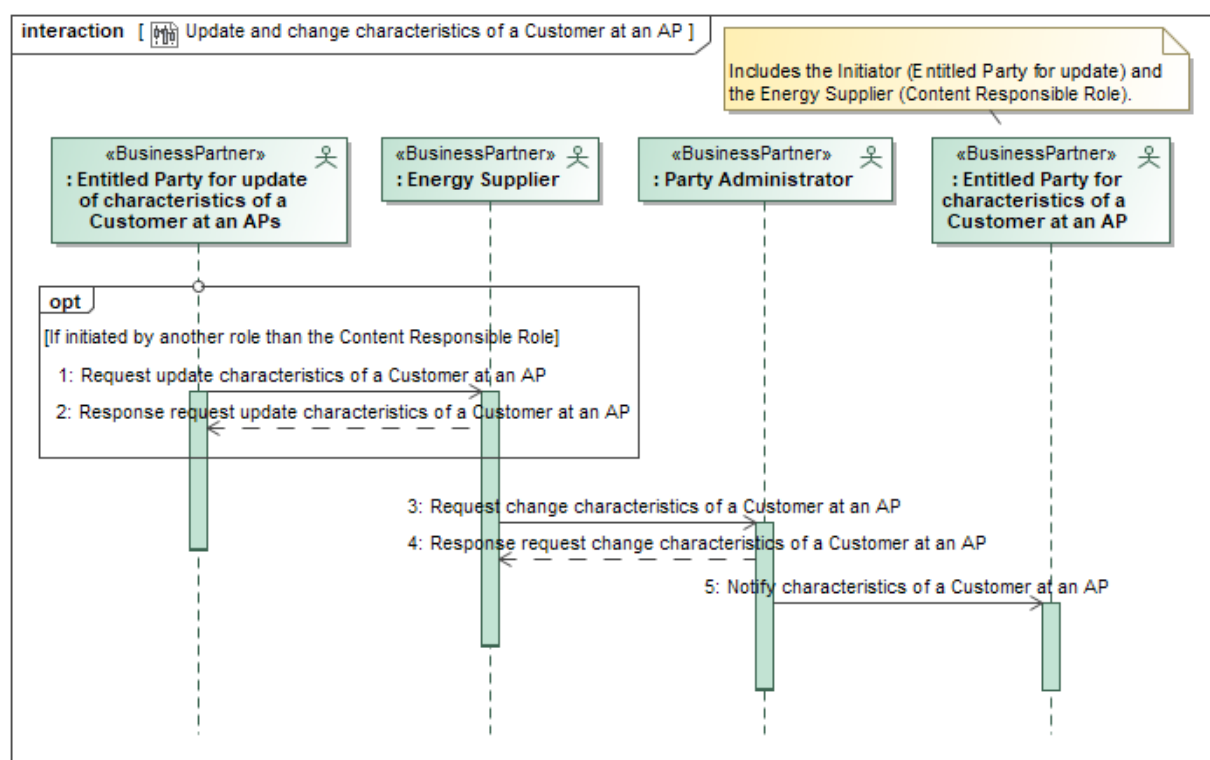 interaction [ Update and change characteristics of a Customer at an AP ]
Includes the Initiator (Entitled Party for update) and
the Energy Supplier (Content Responsible Role).
«BusinessPartner»
: Entitled Party for update
of characteristics of a
Customer at an APs
«BusinessPartner»
: Energy Supplier
«BusinessPartner»
: Party Administrator
«BusinessPartner»
: Entitled Party for
characteristics of a
Customer at an AP
opt
[If initiated by another role than the Content Responsible Role]
1: Request update characteristics of a Customer at an AP
2: Response request update characteristics of a Customer at an AP
3: Request change characteristics of a Customer at an AP
4: Response request change characteristics of a Customer at an AP
5: Notify characteristics of a Customer at an AP